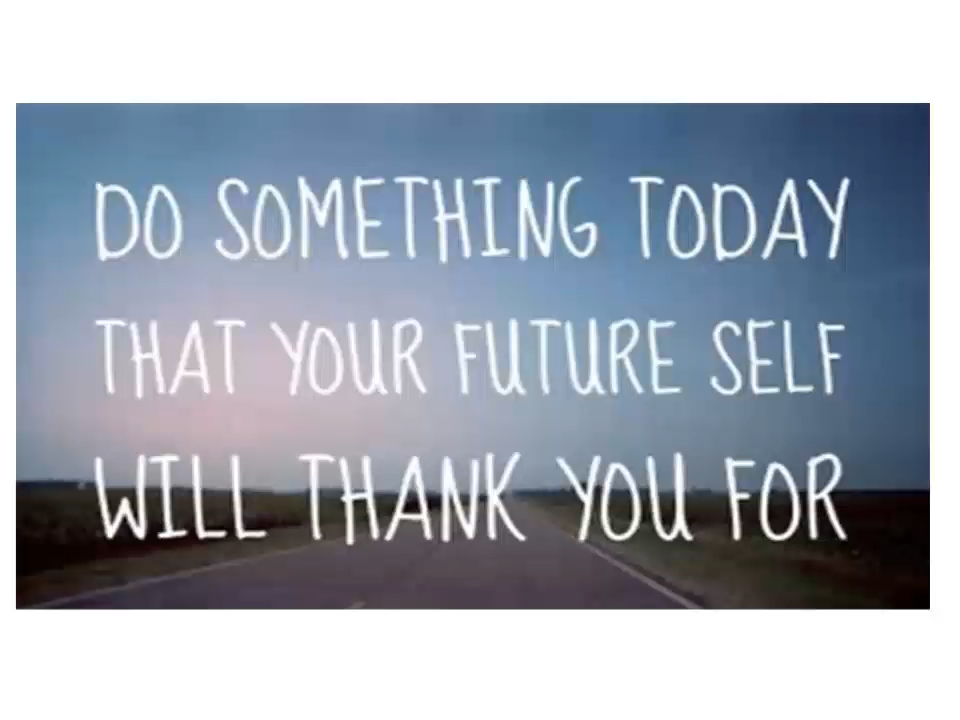 DO SOMETHING TODAY
THAT YOUR FUTURE SELF
WILL THANK YOU FOR